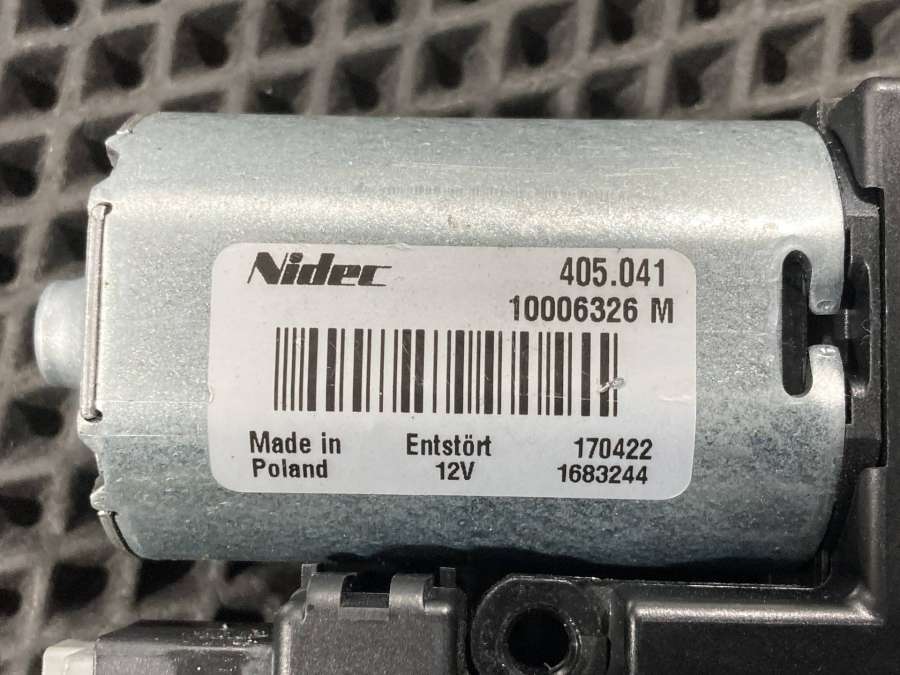 Nidec 405.041
10006326 M
Made in Entstört 170422
Poland 12V 1683244